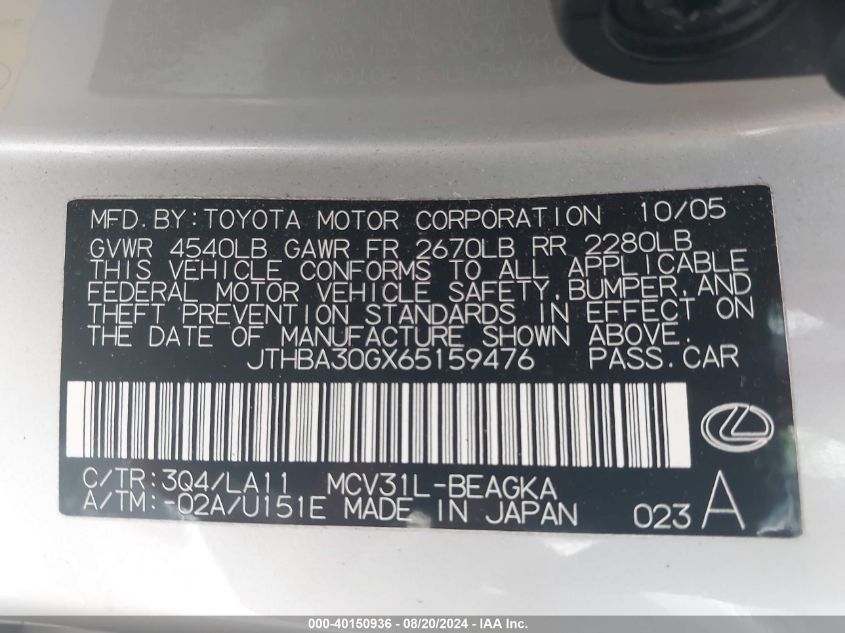 MFD.BY:TOYOTA MOTOR CORPORATION 10/05
GVWR 4540LB GAWR FR 2670LB RR 2280LB
THIS VEHICLE CONFORMS TO ALL APPLICABLE
FEDERAL MOTOR VEHICLE SAFETY,BUMPER,AND
THEFT PREVENTION STANDARDS IN EFFECT ON
THE DATE OF MANUFACTURE SHOWN ABOVE.
JTHBA30GX65159476 PASS.CAR
C/TR:3Q4/LA11 MCV31L-BEAGKA
A/TM:-02A/U151E MADE IN JAPAN 023 A
000-40150936 - 08/20/2024 - IAA Inc.